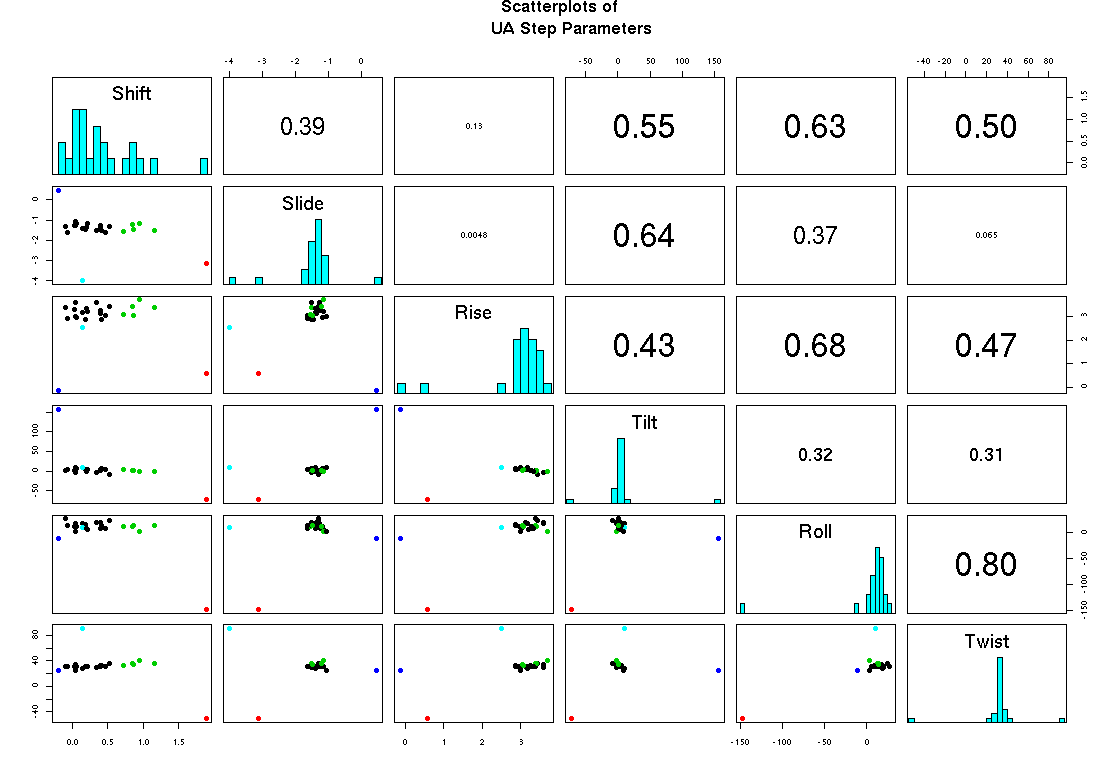 Scatterplots of
UA Step Parameters
-4 -3 -2 -1 0
-50 0 50 100 150
-40 -20 0 20 40 60 80
Shift
0.39
0.13
0.55
0.63
0.50
0.0 0.5 1.0 1.5
-4 -3 -2 -1 0
Slide
0.0048
0.64
0.37
0.065
Rise
0.43
0.68
0.47
0 1 2 3
-50 0 50 100
Tilt
0.32
0.31
Roll
0.80
-150 -100 -50 0
-40 0 40 80
Twist
0.0 0.5 1.0 1.5
0 1 2 3
-150 -100 -50 0